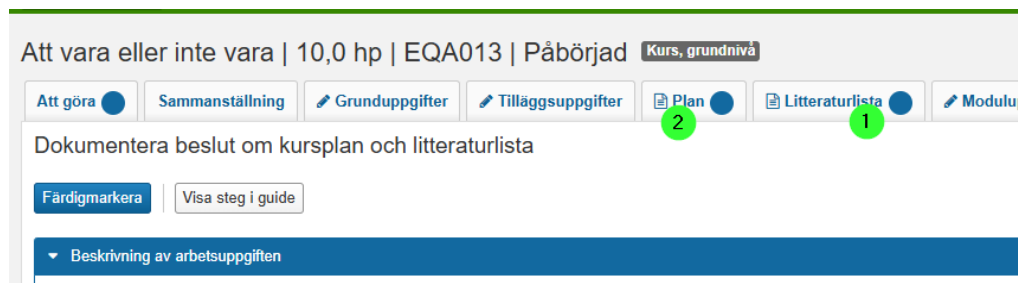 Att vara eller inte vara | 10,0 hp | EQA013 | Påbörjad Kurs, grundnivå
Att göra Sammanställning Grunduppgifter Tilläggsuppgifter Plan Litteraturlista
2 1
Dokumentera beslut om kursplan och litteraturlista
Färdigmarkera Visa steg i guide
Beskrivning av arbetsuppgiften